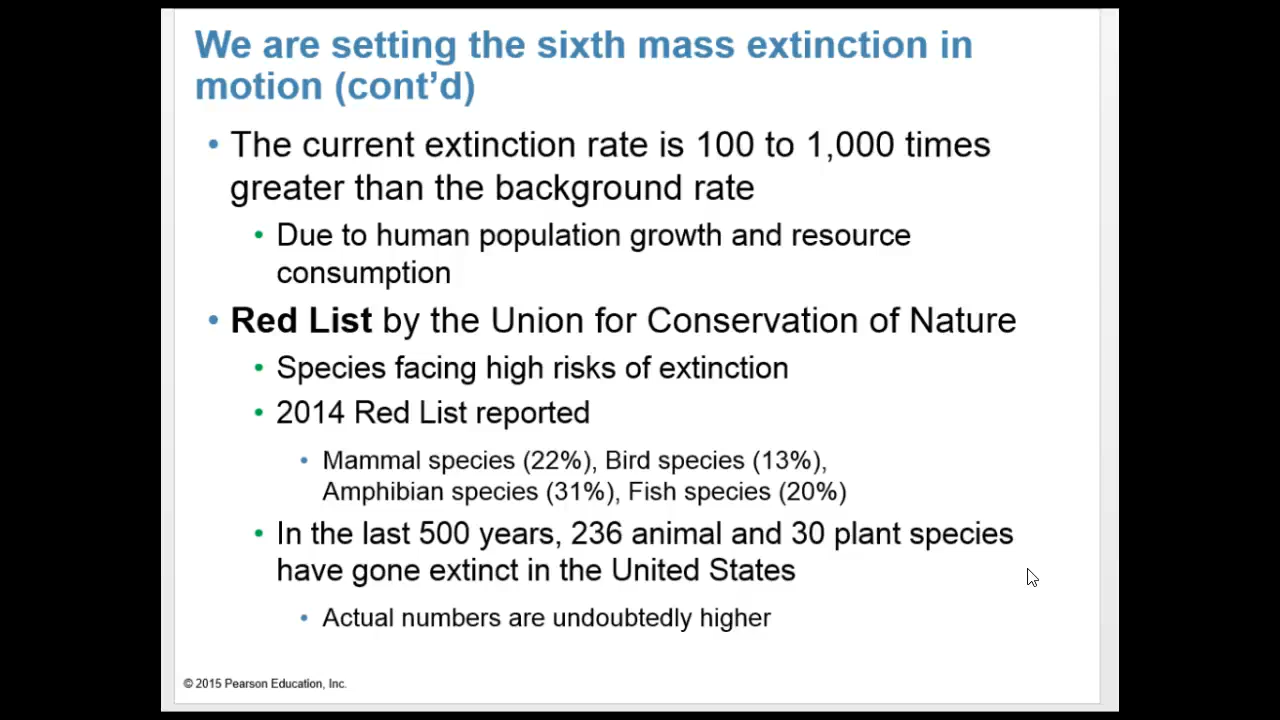 We are setting the sixth mass extinction in
motion (cont’d)
• The current extinction rate is 100 to 1,000 times
greater than the background rate
• Due to human population growth and resource
consumption
• Red List by the Union for Conservation of Nature
• Species facing high risks of extinction
• 2014 Red List reported
• Mammal species (22%), Bird species (13%),
Amphibian species (31%), Fish species (20%)
• In the last 500 years, 236 animal and 30 plant species
have gone extinct in the United States
• Actual numbers are undoubtedly higher
© 2015 Pearson Education, Inc.